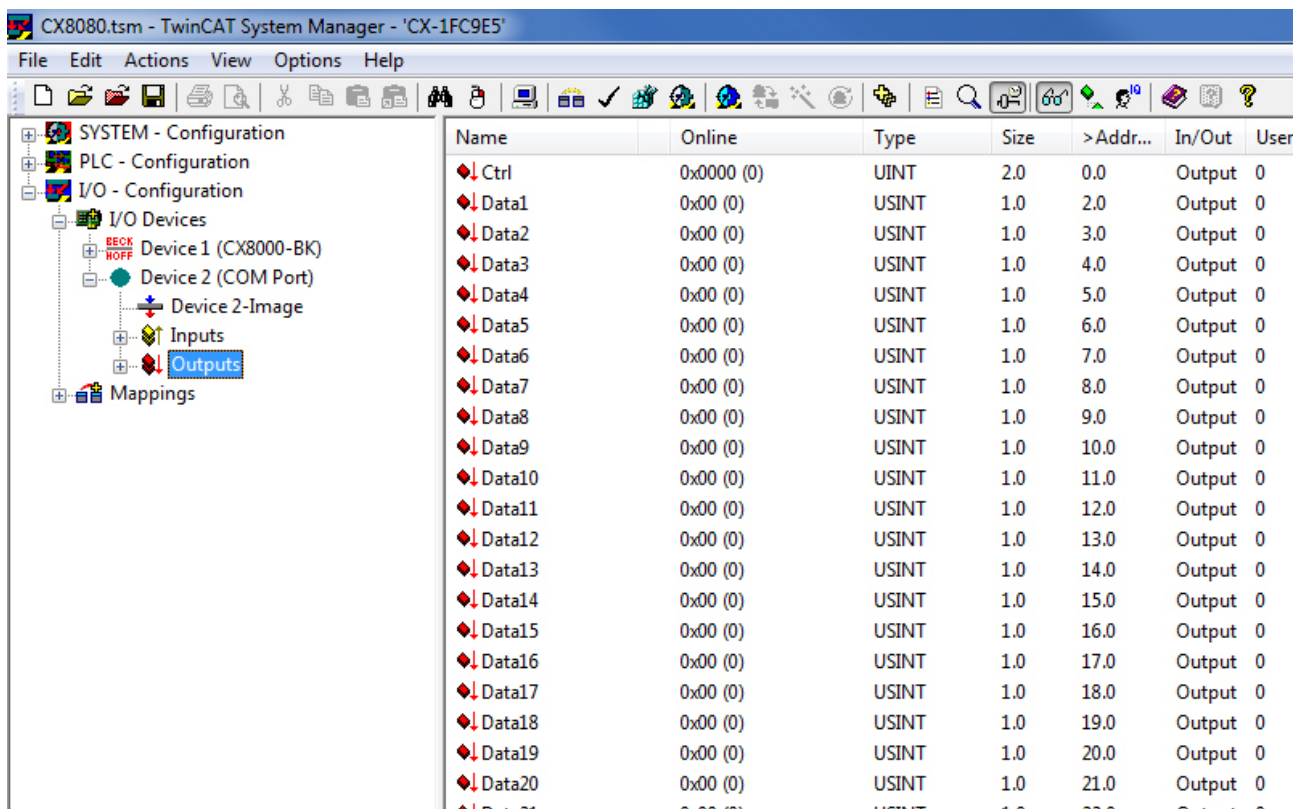 CX8080.tsm - TwinCAT System Manager - 'CX-1FC9E5'
File Edit Actions View Options Help
SYSTEM - Configuration
PLC - Configuration
I/O - Configuration
I/O Devices
BECK HOFF Device 1 (CX8000-BK)
Device 2 (COM Port)
Device 2-Image
Inputs
Outputs
Mappings
Name Online Type Size >Addr... In/Out User
Ctrl 0x0000 (0) UINT 2.0 0.0 Output 0
Data1 0x00 (0) USINT 1.0 2.0 Output 0
Data2 0x00 (0) USINT 1.0 3.0 Output 0
Data3 0x00 (0) USINT 1.0 4.0 Output 0
Data4 0x00 (0) USINT 1.0 5.0 Output 0
Data5 0x00 (0) USINT 1.0 6.0 Output 0
Data6 0x00 (0) USINT 1.0 7.0 Output 0
Data7 0x00 (0) USINT 1.0 8.0 Output 0
Data8 0x00 (0) USINT 1.0 9.0 Output 0
Data9 0x00 (0) USINT 1.0 10.0 Output 0
Data10 0x00 (0) USINT 1.0 11.0 Output 0
Data11 0x00 (0) USINT 1.0 12.0 Output 0
Data12 0x00 (0) USINT 1.0 13.0 Output 0
Data13 0x00 (0) USINT 1.0 14.0 Output 0
Data14 0x00 (0) USINT 1.0 15.0 Output 0
Data15 0x00 (0) USINT 1.0 16.0 Output 0
Data16 0x00 (0) USINT 1.0 17.0 Output 0
Data17 0x00 (0) USINT 1.0 18.0 Output 0
Data18 0x00 (0) USINT 1.0 19.0 Output 0
Data19 0x00 (0) USINT 1.0 20.0 Output 0
Data20 0x00 (0) USINT 1.0 21.0 Output 0